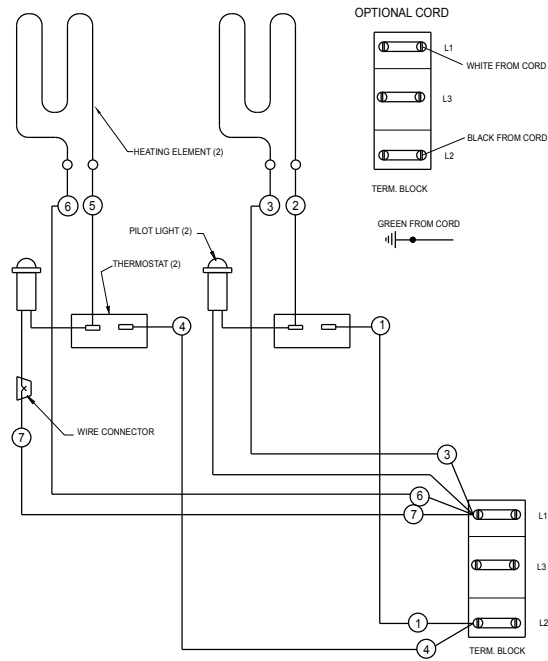 OPTIONAL CORD
L1
WHITE FROM CORD
L3
BLACK FROM CORD
L2
TERM. BLOCK
GREEN FROM CORD
HEATING ELEMENT (2)
6
5
3
2
PILOT LIGHT (2)
THERMOSTAT (2)
4
1
WIRE CONNECTOR
7
3
6
7
L1
L3
1
L2
4
TERM. BLOCK